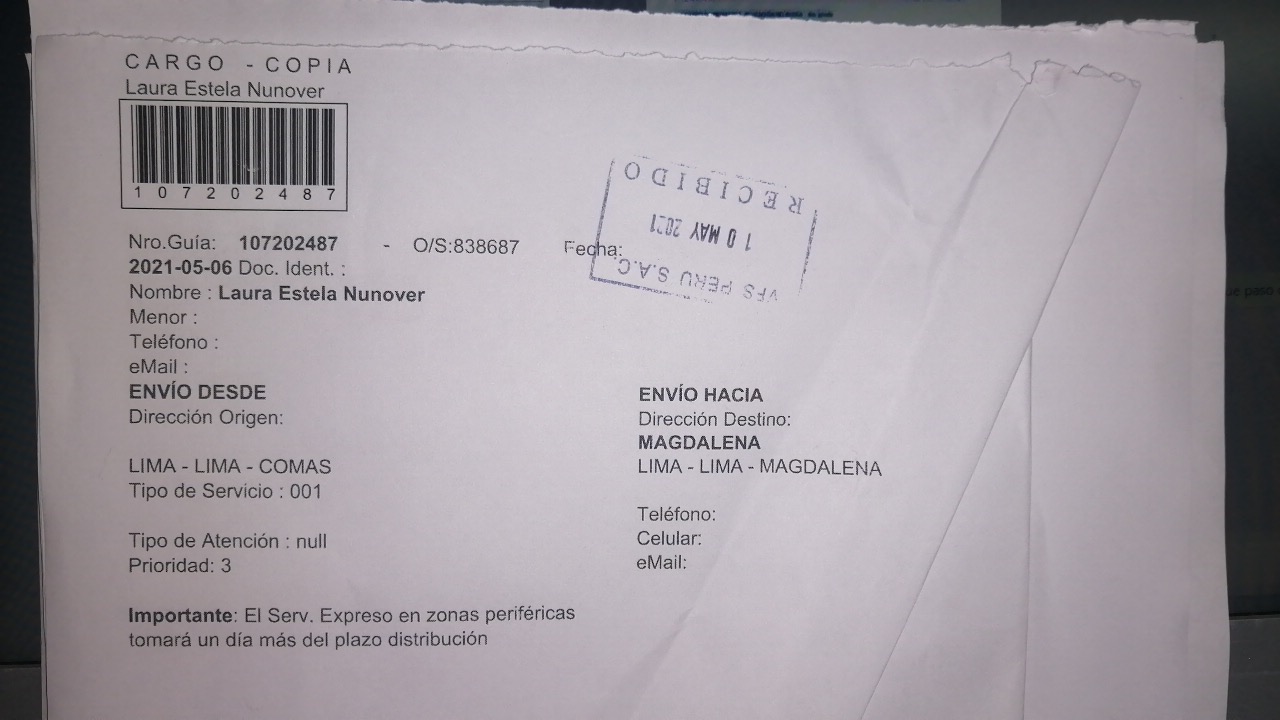 CARGO - COPIA
Laura Estela Nunover
107202487
Nro.Guía: 107202487 - O/S:838687 Fecha:
2021-05-06 Doc. Ident. :
Nombre : Laura Estela Nunover
Menor :
Teléfono :
eMail :
ENVÍO DESDE
Dirección Origen:
LIMA - LIMA - COMAS
Tipo de Servicio : 001
Tipo de Atención : null
Prioridad: 3
ENVÍO HACIA
Dirección Destino:
MAGDALENA
LIMA - LIMA - MAGDALENA
Teléfono:
Celular:
eMail:
Importante: El Serv. Expreso en zonas periféricas
tomará un día más del plazo distribución
VFS PERU S.A.C.
10 MAY 2021
RECIBIDO